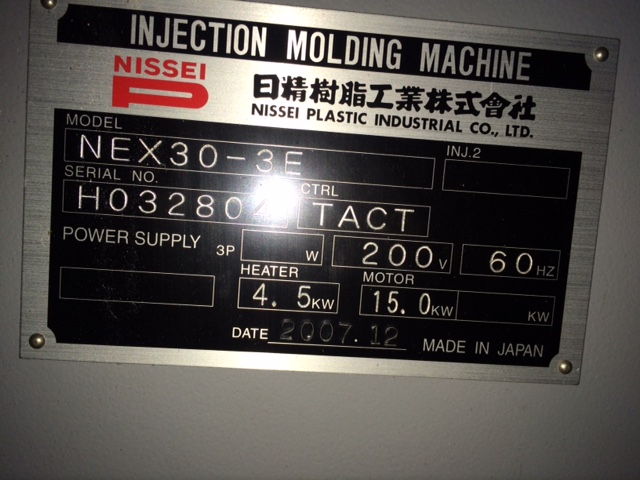 INJECTION MOLDING MACHINE
NISSEI
日精樹脂工業株式會社
NISSEI PLASTIC INDUSTRIAL CO., LTD.
MODEL
NEX30-3E
INJ.2
SERIAL NO.
CTRL
TACT
POWER SUPPLY 3P W 200V 60HZ
HEATER MOTOR
4.5KW 15.0KW KW
DATE 2007.12 MADE IN JAPAN